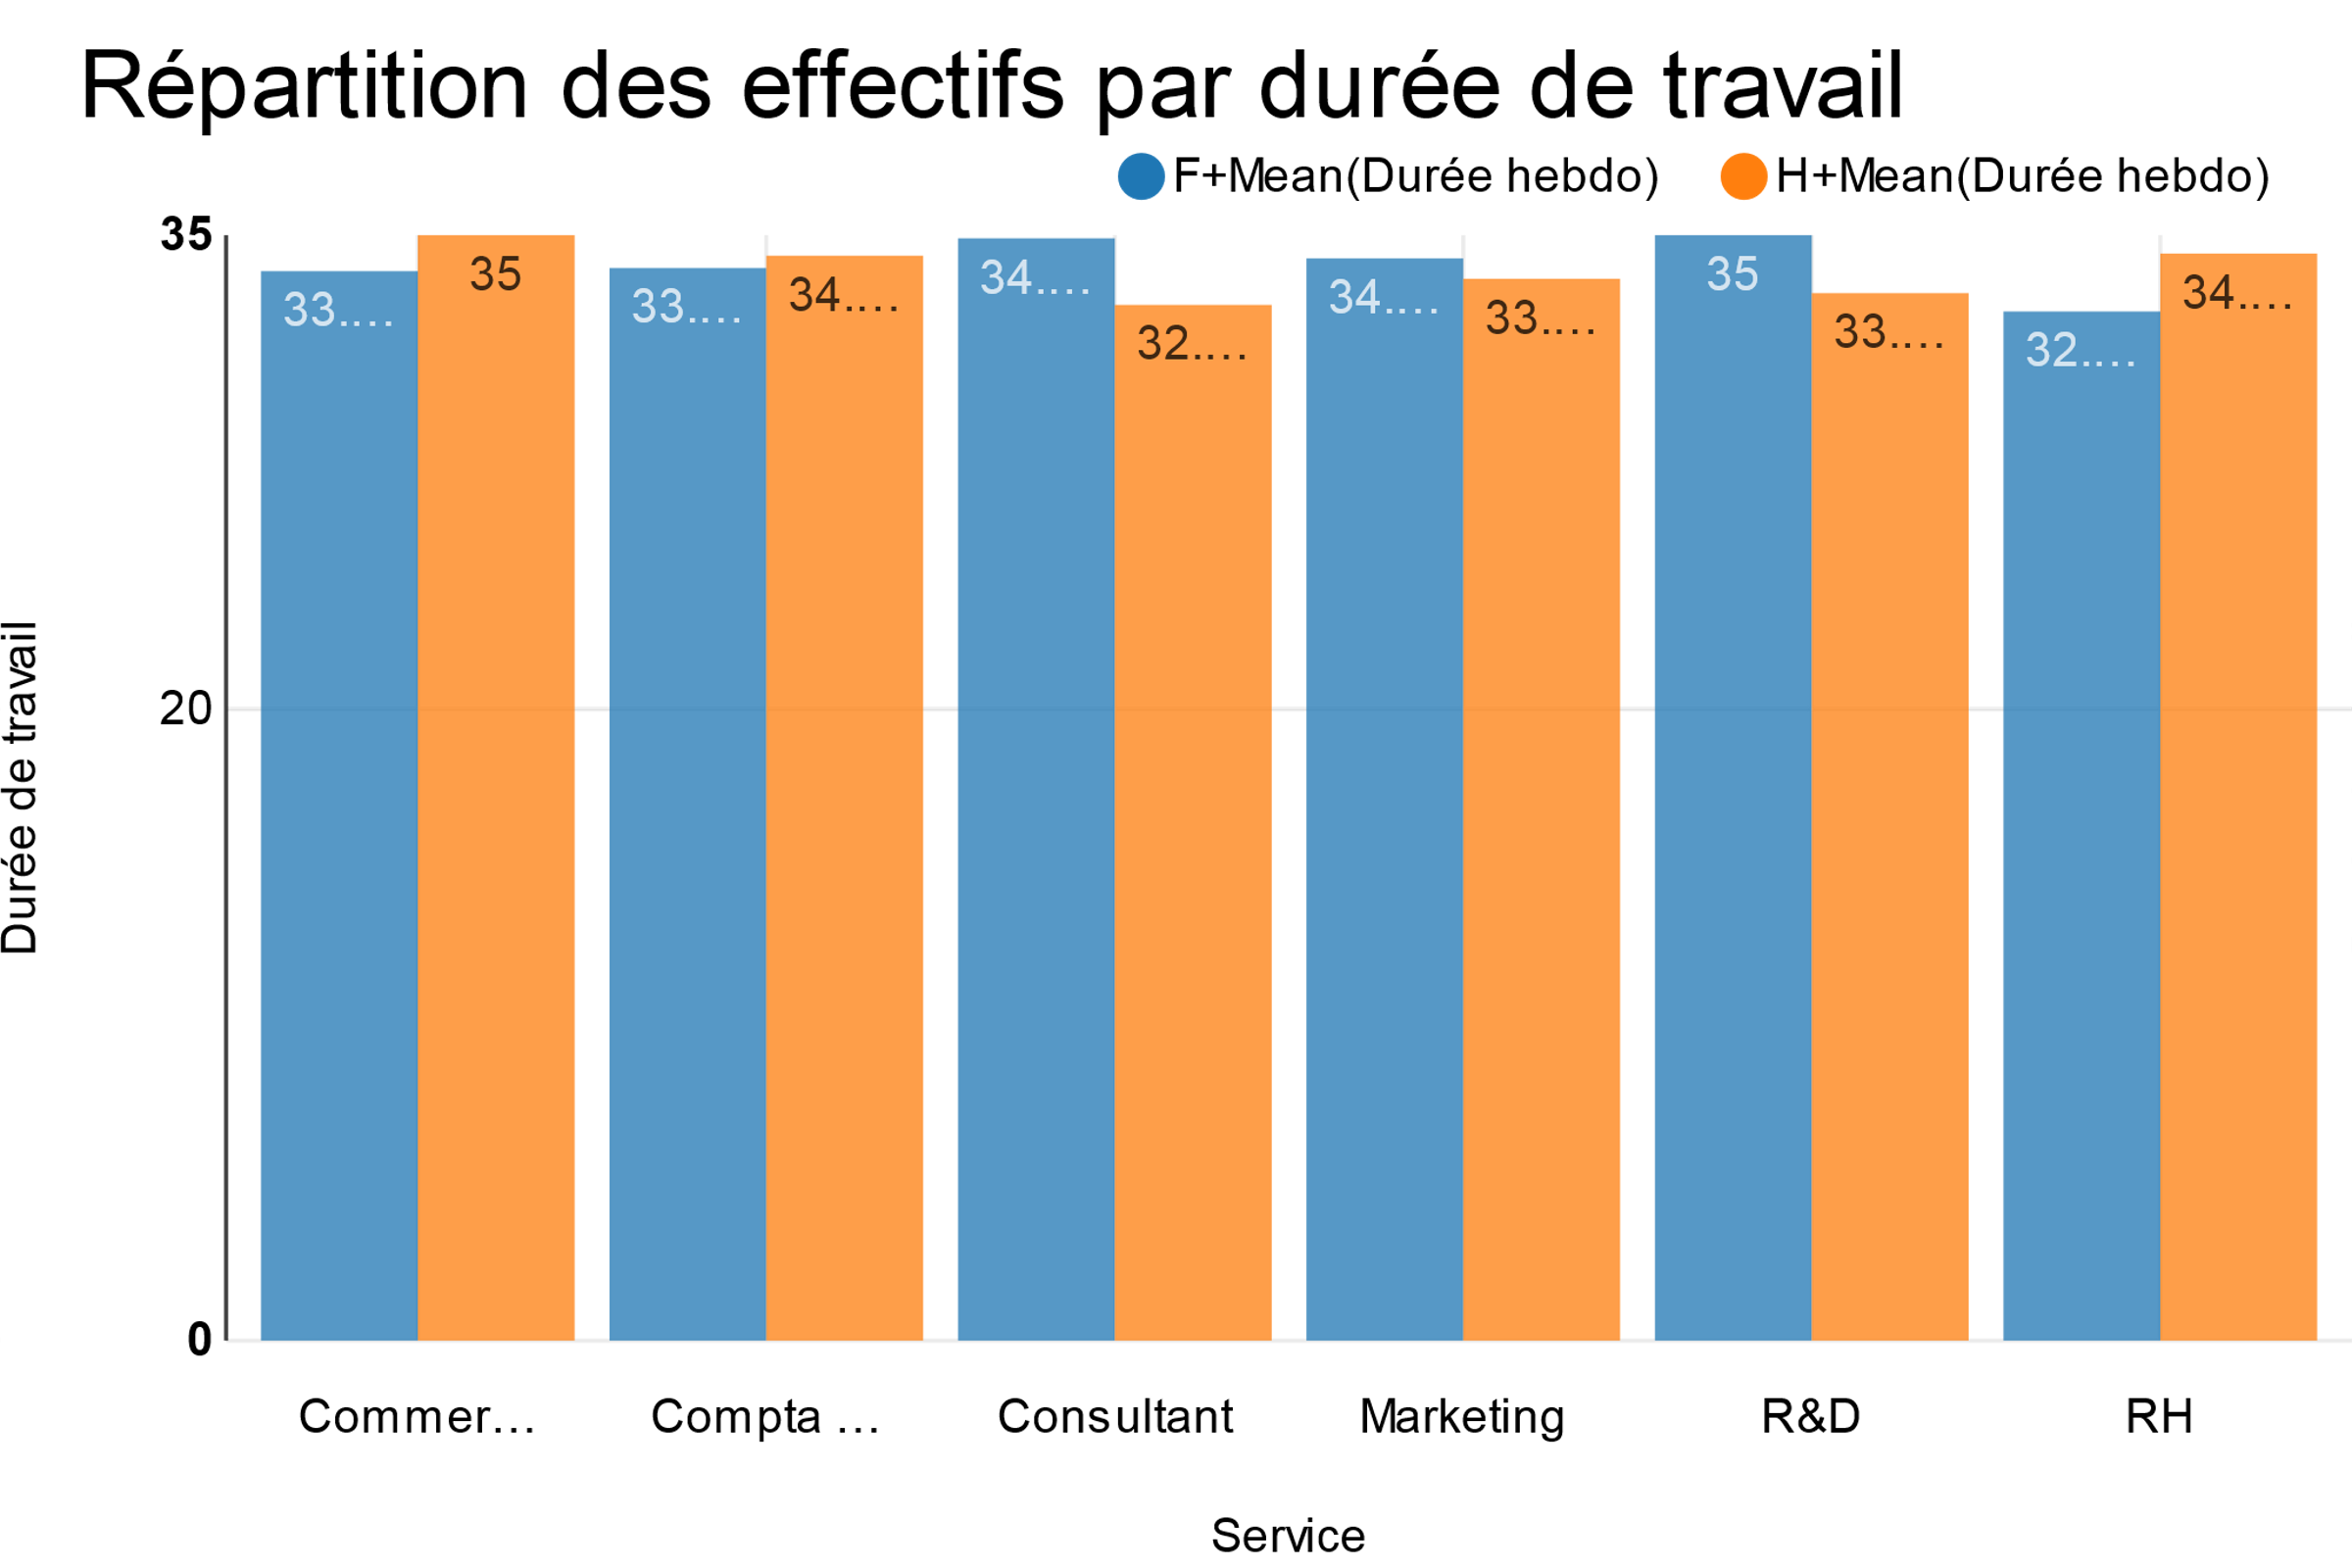 Répartition des effectifs par durée de travail
F+Mean(Durée hebdo) H+Mean(Durée hebdo)
35
33.... 35 33.... 34.... 34.... 32.... 34.... 33.... 35 33.... 32.... 34....
20
0
Durée de travail
Commer... Compta ... Consultant Marketing R&D RH
Service